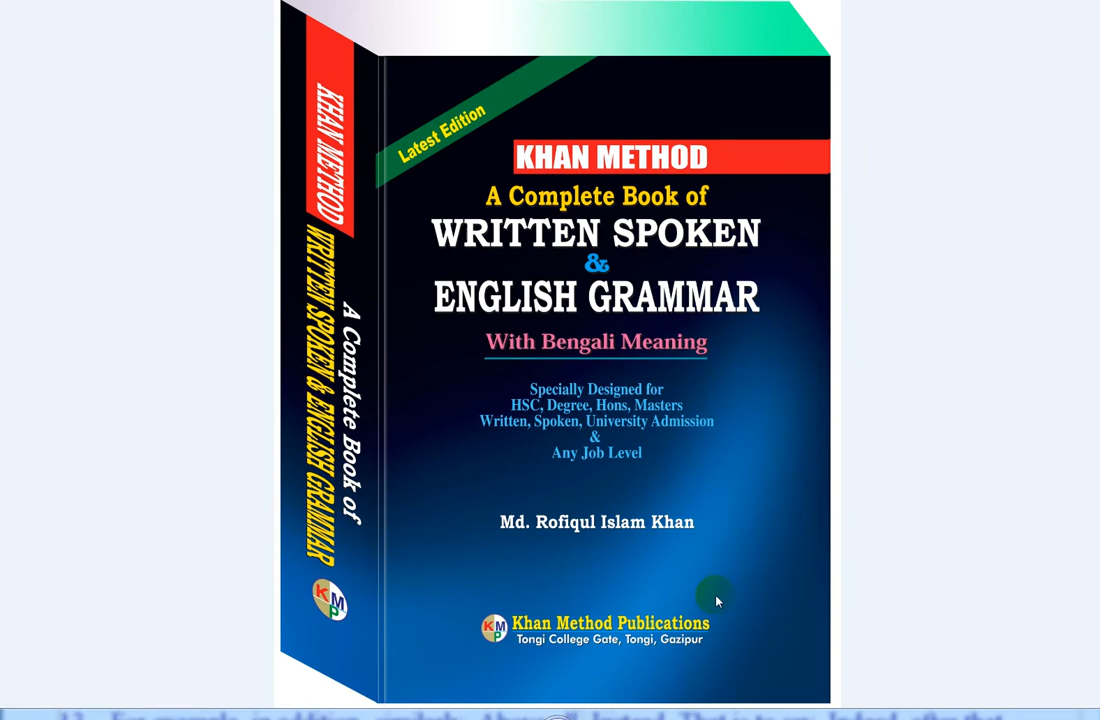 KHAN METHOD
A Complete Book of
WRITTEN SPOKEN & ENGLISH GRAMMAR
KMP
Latest Edition
KHAN METHOD
A Complete Book of
WRITTEN SPOKEN
&
ENGLISH GRAMMAR
With Bengali Meaning
Specially Designed for
HSC, Degree, Hons, Masters
Written, Spoken, University Admission
&
Any Job Level
Md. Rofiqul Islam Khan
KMP Khan Method Publications
Tongi College Gate, Tongi, Gazipur